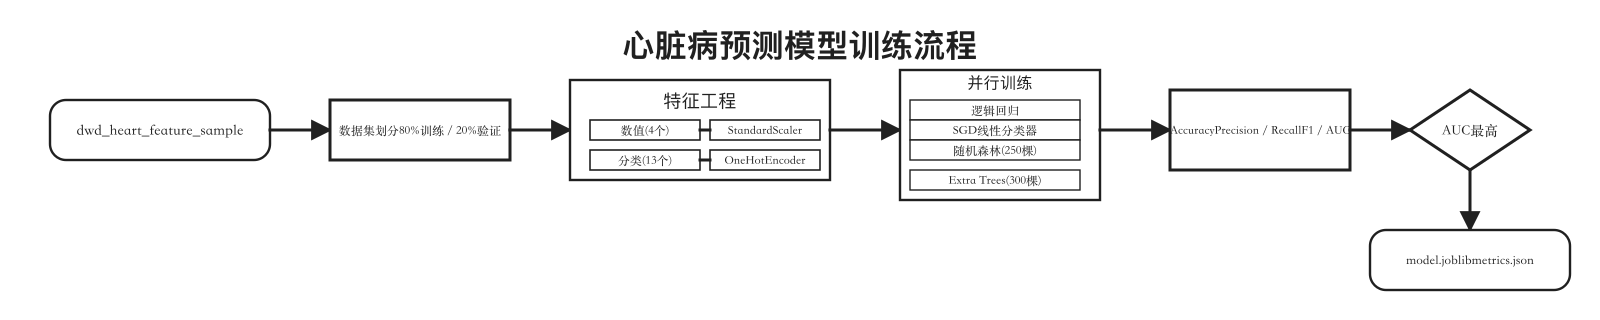 心脏病预测模型训练流程
dwd_heart_feature_sample
数据集划分80%训练 / 20%验证
特征工程
数值(4个)
StandardScaler
分类(13个)
OneHotEncoder
并行训练
逻辑回归
SGD线性分类器
随机森林(250棵)
Extra Trees(300棵)
AccuracyPrecision / RecallF1 / AUC
AUC最高
model.joblibmetrics.json